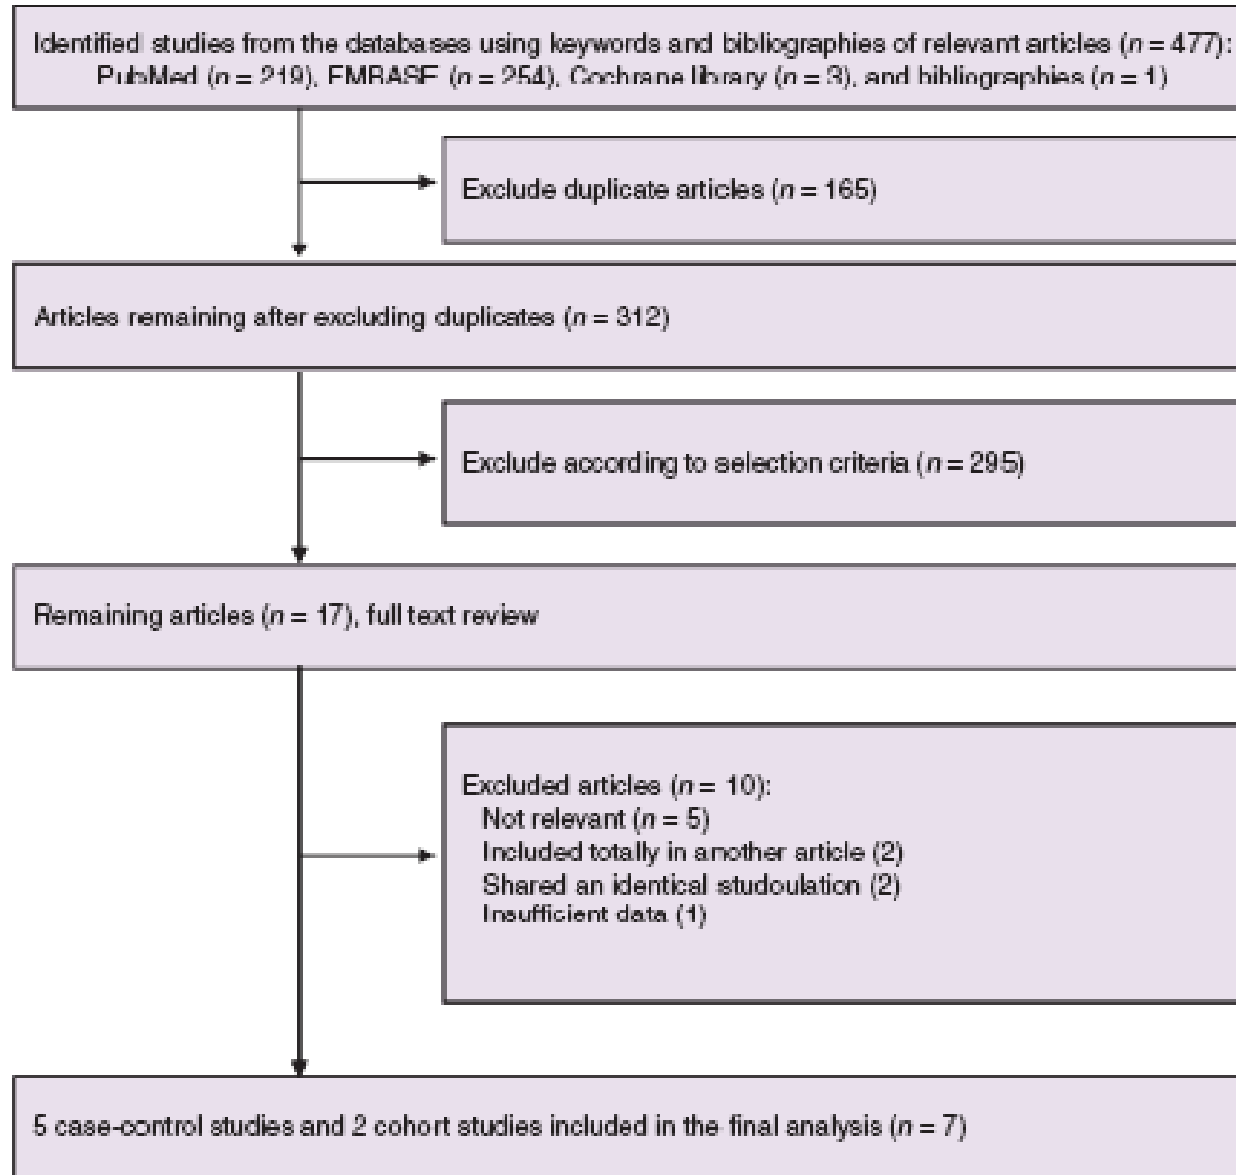 Identified studies from the databases using keywords and bibliographies of relevant articles (n = 477):
PubMed (n = 219), EMBASE (n = 254), Cochrane library (n = 3), and bibliographies (n = 1)
Exclude duplicate articles (n = 165)
Articles remaining after excluding duplicates (n = 312)
Exclude according to selection criteria (n = 295)
Remaining articles (n = 17), full text review
Excluded articles (n = 10):
Not relevant (n = 5)
Included totally in another article (2)
Shared an identical studoulation (2)
Insufficient data (1)
5 case-control studies and 2 cohort studies included in the final analysis (n = 7)